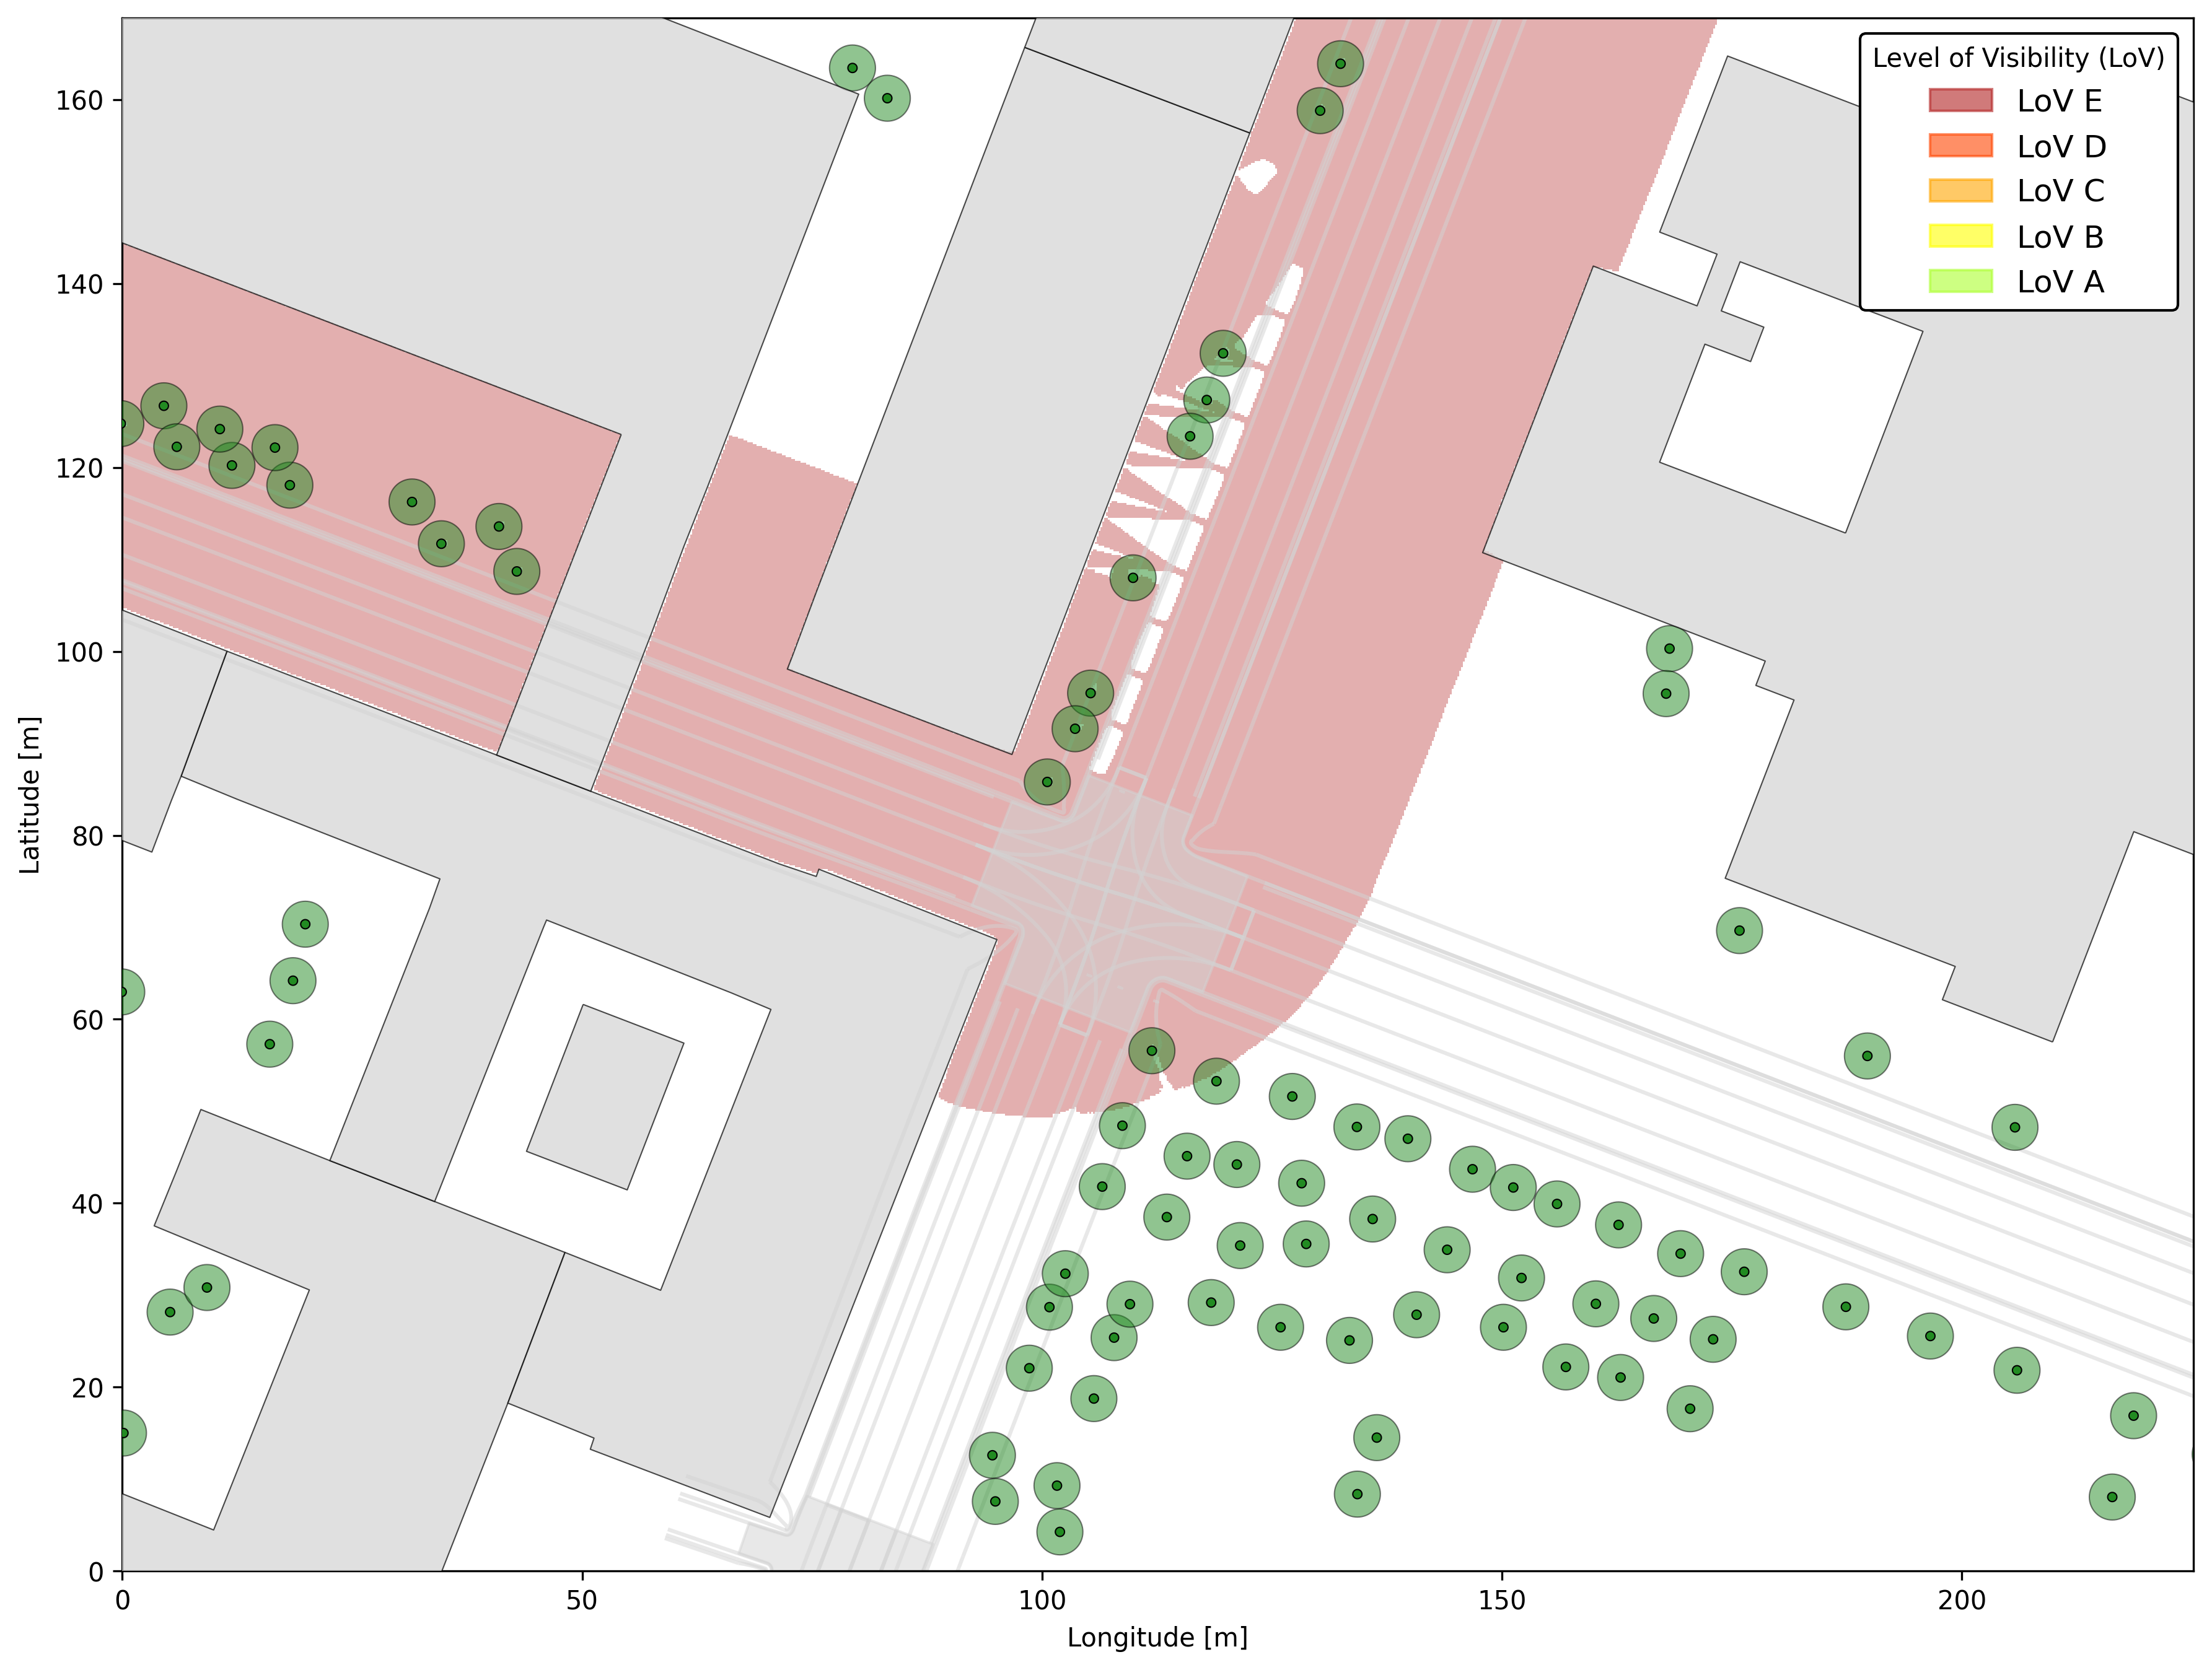 Level of Visibility (LoV)
LoV E
LoV D
LoV C
LoV B
LoV A
160
140
120
100
80
60
40
20
0
Latitude [m]
0 50 100 150 200
Longitude [m]